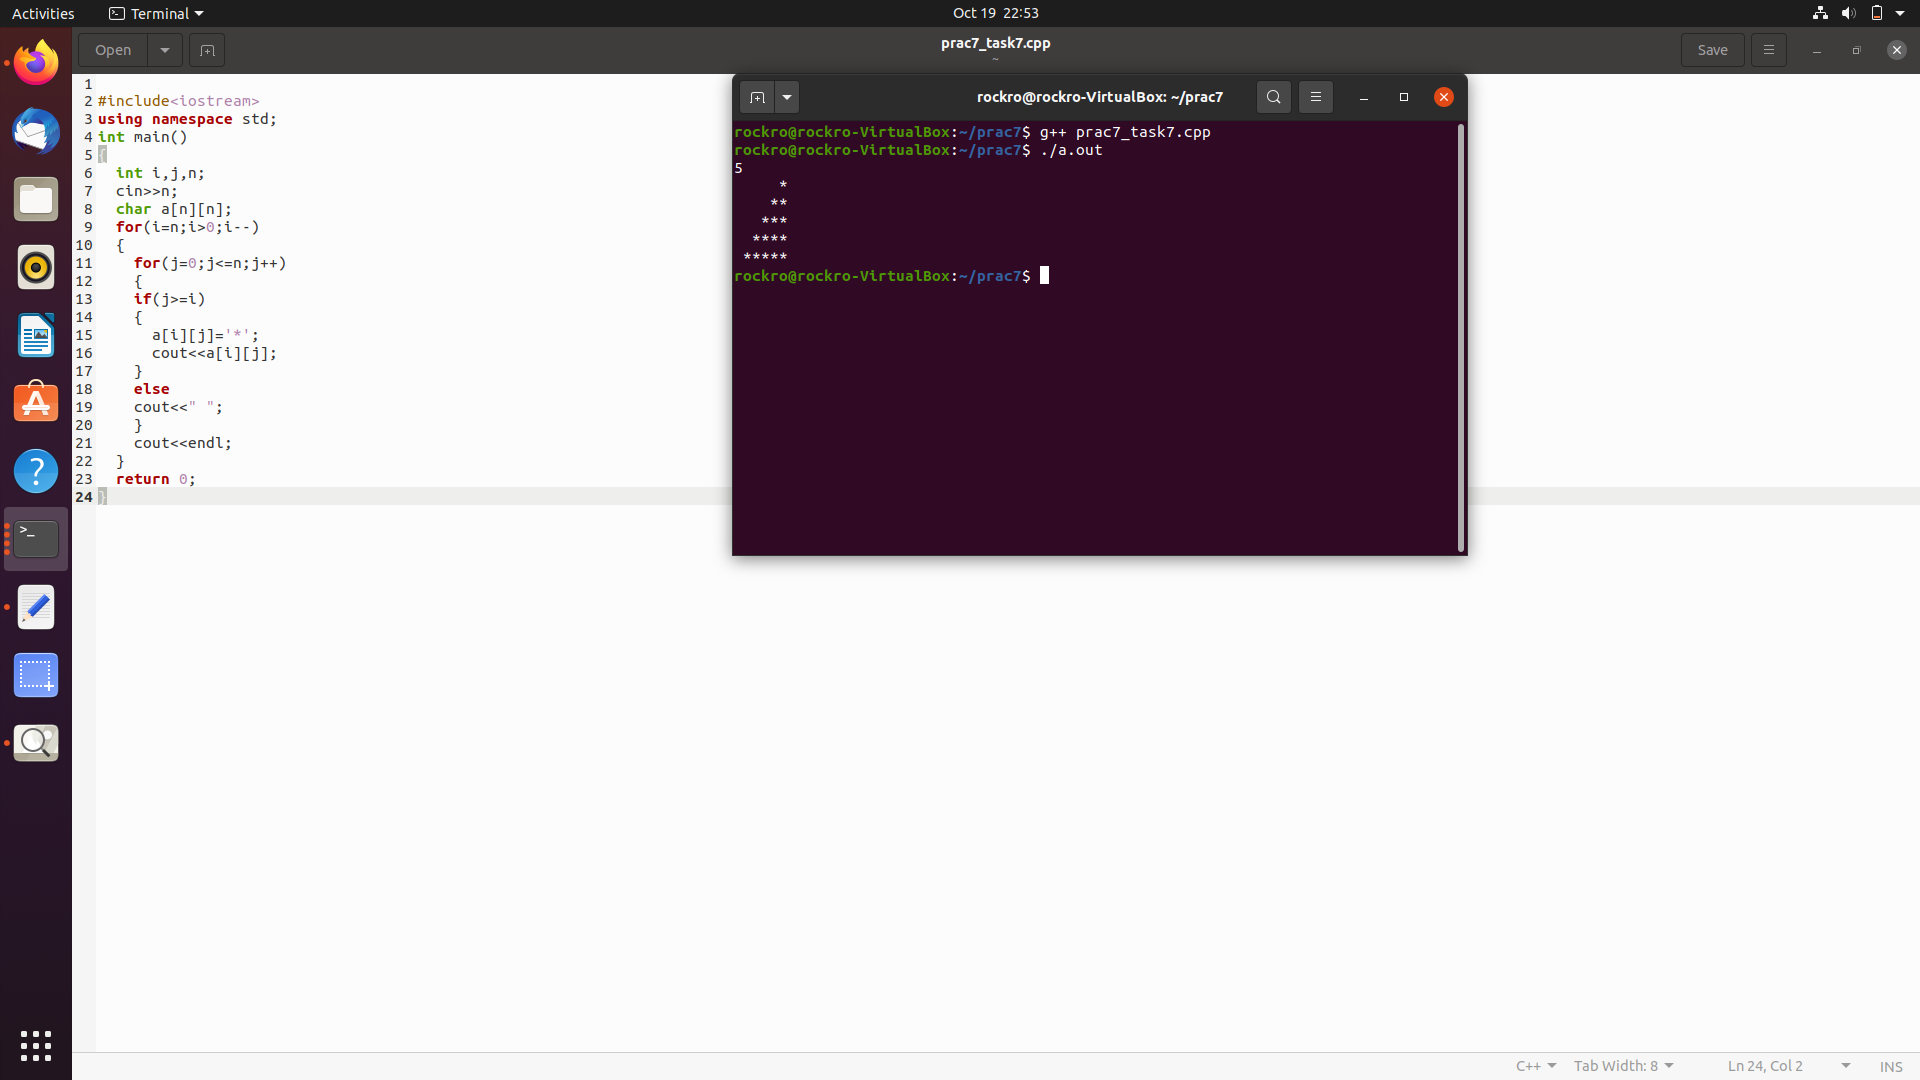 Activities
Terminal
Oct 19 22:53
Open
prac7_task7.cpp
~
Save
1
2 #include<iostream>
3 using namespace std;
4 int main()
5 {
6   int i,j,n;
7   cin>>n;
8   char a[n][n];
9   for(i=n;i>0;i--)
10   {
11     for(j=0;j<=n;j++)
12     {
13     if(j>=i)
14     {
15       a[i][j]='*';
16       cout<<a[i][j];
17     }
18     else
19     cout<<" ";
20     }
21     cout<<endl;
22   }
23   return 0;
24 }
rockro@rockro-VirtualBox: ~/prac7
rockro@rockro-VirtualBox:~/prac7$ g++ prac7_task7.cpp
rockro@rockro-VirtualBox:~/prac7$ ./a.out
5
     *
    **
   ***
  ****
 *****
rockro@rockro-VirtualBox:~/prac7$
C++
Tab Width: 8
Ln 24, Col 2
INS